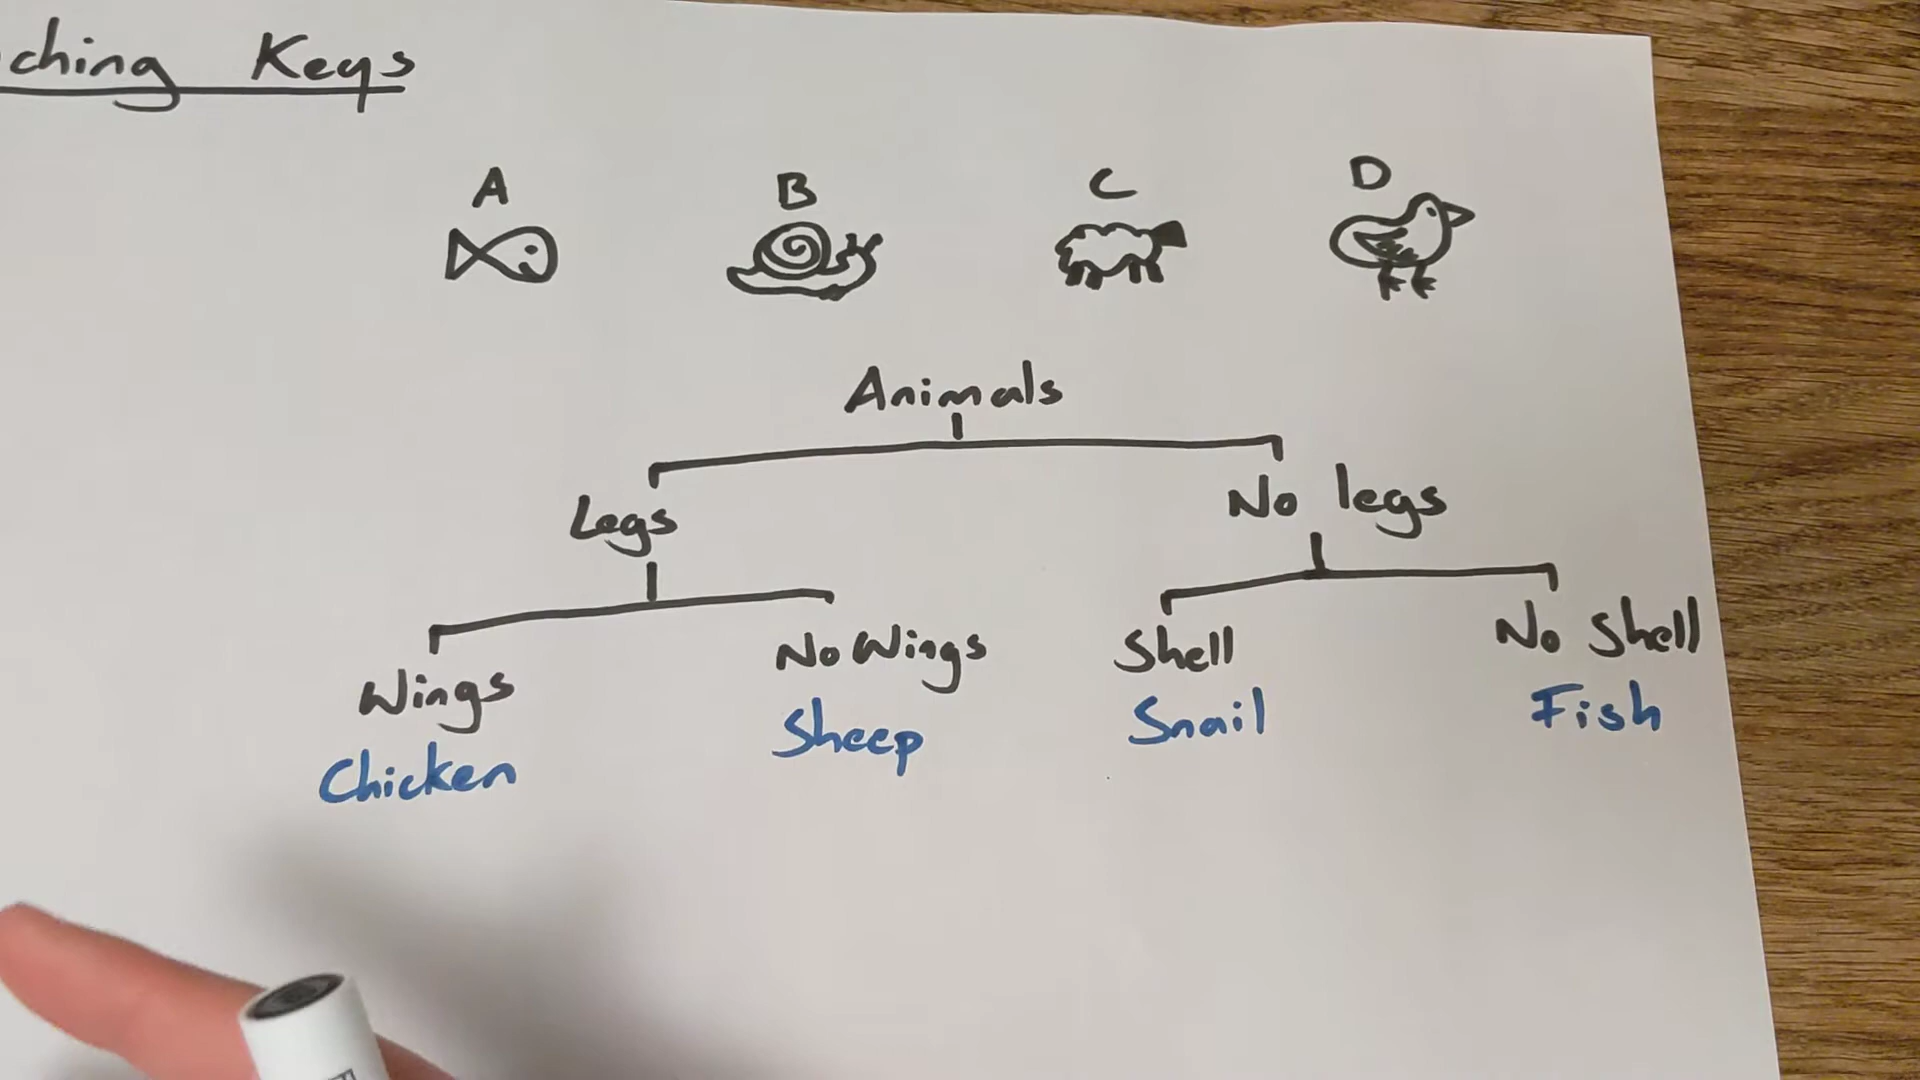 ching Keys
A B C D
Animals
Legs No legs
Wings No Wings Shell No Shell
Chicken Sheep Snail Fish